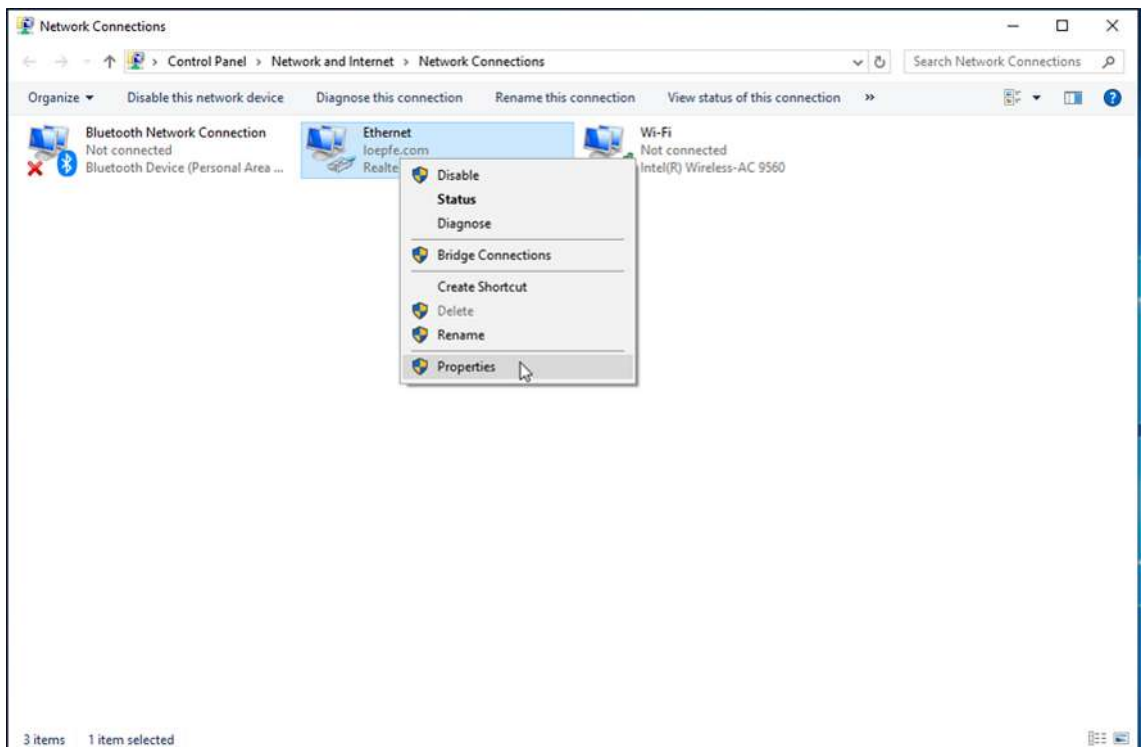 Network Connections
Control Panel > Network and Internet > Network Connections
Search Network Connections
Organize
Disable this network device
Diagnose this connection
Rename this connection
View status of this connection
»
Bluetooth Network Connection
Not connected
Bluetooth Device (Personal Area ...
Ethernet
loepfe.com
Realte
Wi-Fi
Not connected
Intel(R) Wireless-AC 9560
Disable
Status
Diagnose
Bridge Connections
Create Shortcut
Delete
Rename
Properties
3 items
1 item selected